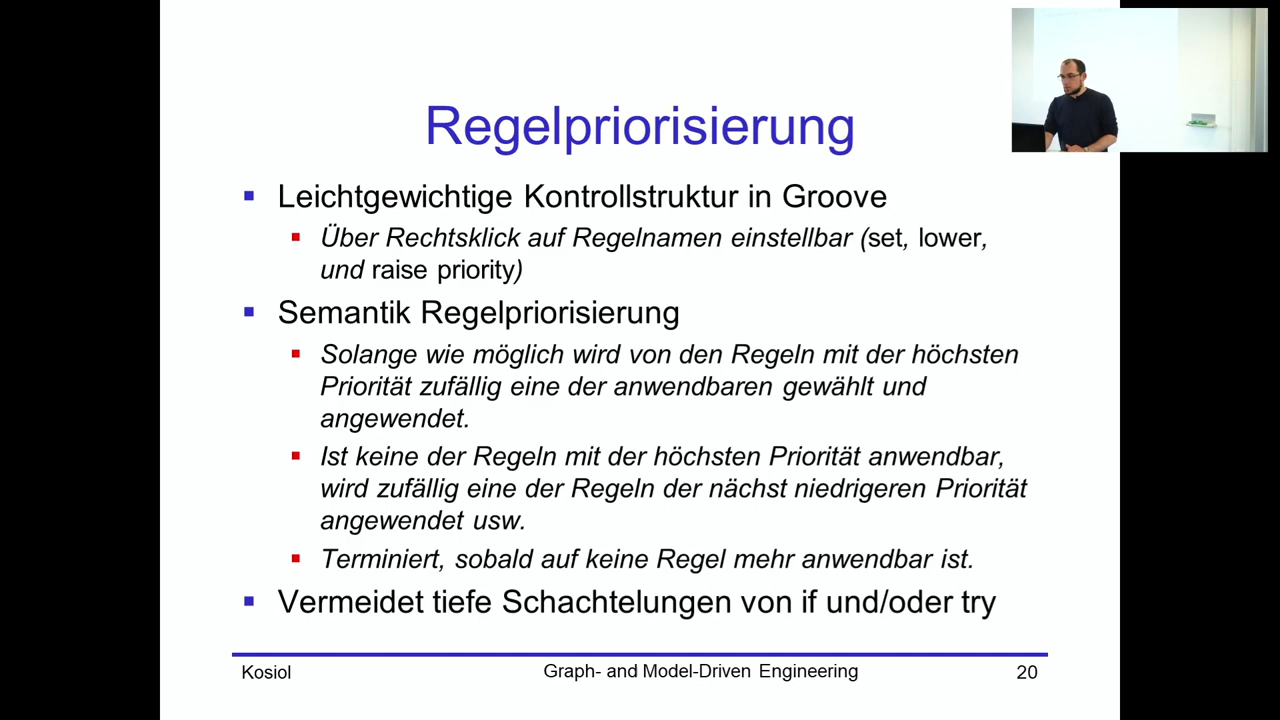 Regelpriorisierung
Leichtgewichtige Kontrollstruktur in Groove
Über Rechtsklick auf Regelnamen einstellbar (set, lower,
und raise priority)
Semantik Regelpriorisierung
Solange wie möglich wird von den Regeln mit der höchsten
Priorität zufällig eine der anwendbaren gewählt und
angewendet.
Ist keine der Regeln mit der höchsten Priorität anwendbar,
wird zufällig eine der Regeln der nächst niedrigeren Priorität
angewendet usw.
Terminiert, sobald auf keine Regel mehr anwendbar ist.
Vermeidet tiefe Schachtelungen von if und/oder try
Kosiol
Graph- and Model-Driven Engineering
20